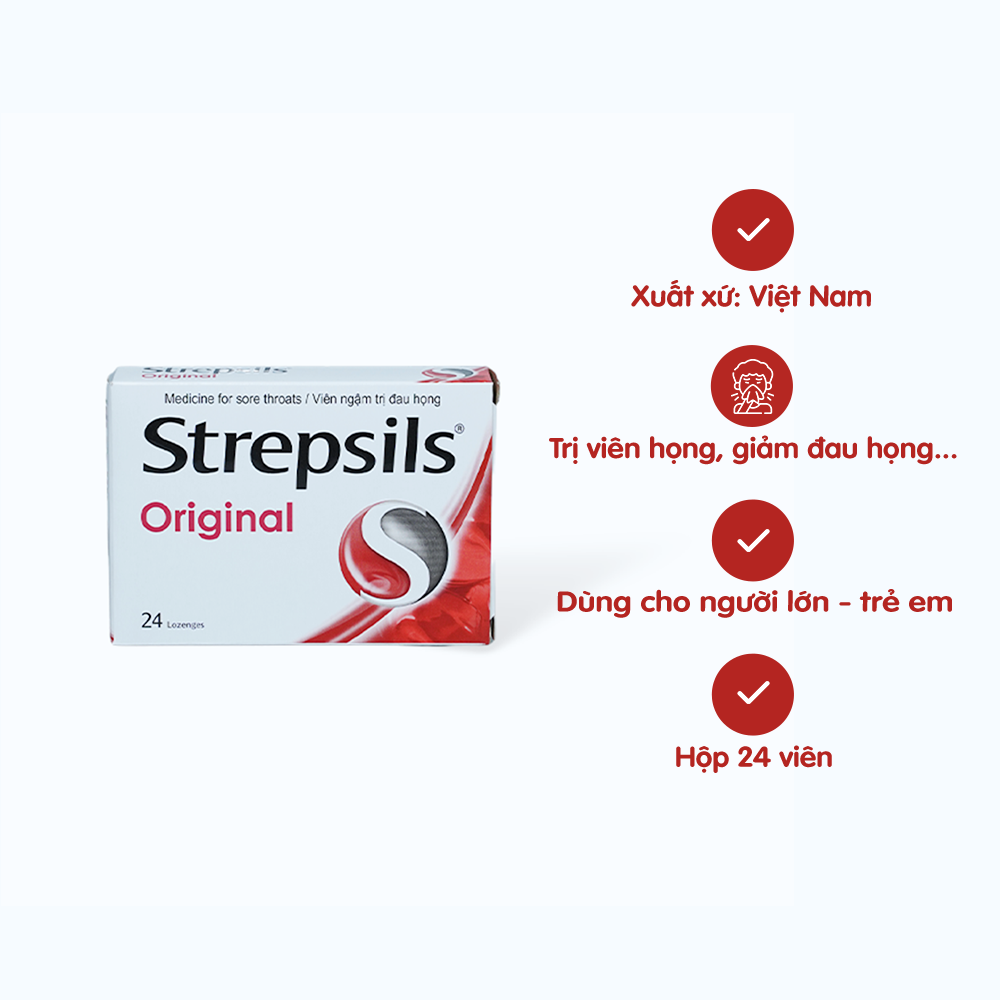 Strepsils
Original
Medicine for sore throats / Viên ngậm trị đau họng
Strepsils®
Original
24 Lozenges
Xuất xứ: Việt Nam
Trị viên họng, giảm đau họng...
Dùng cho người lớn - trẻ em
Hộp 24 viên